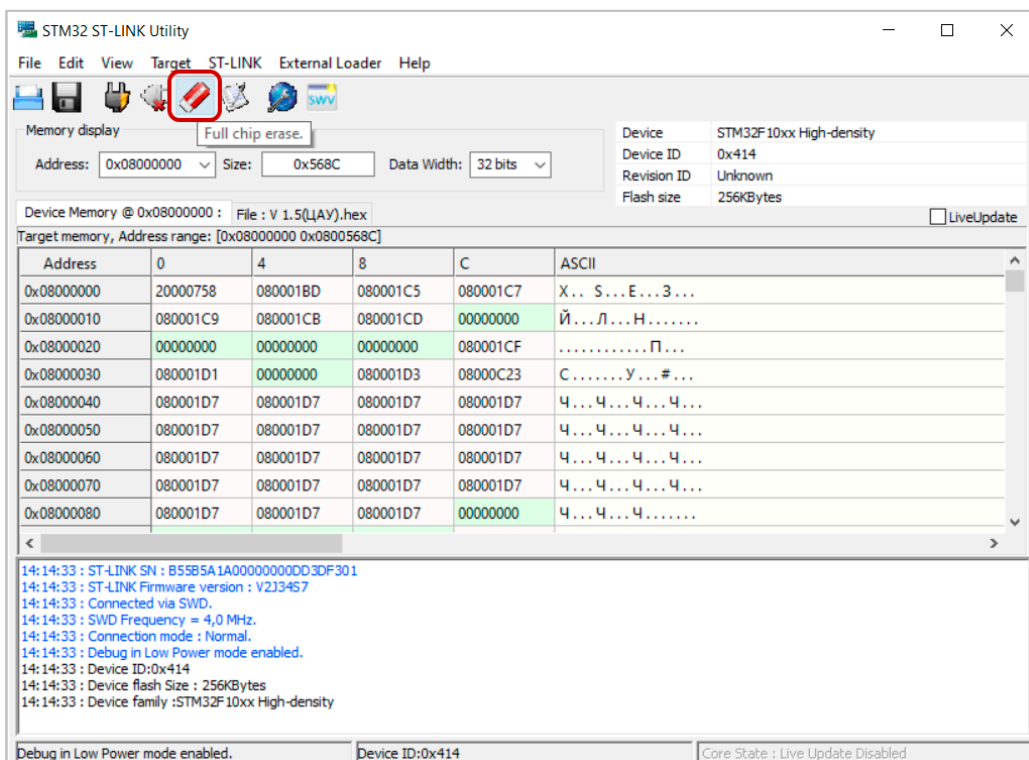 STM32 ST-LINK Utility
File Edit View Target ST-LINK External Loader Help
SWV
Full chip erase.
Memory display
Address: 0x08000000 Size: 0x568C Data Width: 32 bits
Device STM32F10xx High-density
Device ID 0x414
Revision ID Unknown
Flash size 256KBytes
Device Memory @ 0x08000000 : File : V 1.5(ЦАУ).hex
LiveUpdate
Target memory, Address range: [0x08000000 0x0800568C]
Address 0 4 8 C ASCII
0x08000000 20000758 080001BD 080001C5 080001C7 X.. Ѕ...Е...З...
0x08000010 080001C9 080001CB 080001CD 00000000 Й...Л...Н.......
0x08000020 00000000 00000000 00000000 080001CF ............П...
0x08000030 080001D1 00000000 080001D3 08000C23 С.......У...#...
0x08000040 080001D7 080001D7 080001D7 080001D7 Ч...Ч...Ч...Ч...
0x08000050 080001D7 080001D7 080001D7 080001D7 Ч...Ч...Ч...Ч...
0x08000060 080001D7 080001D7 080001D7 080001D7 Ч...Ч...Ч...Ч...
0x08000070 080001D7 080001D7 080001D7 080001D7 Ч...Ч...Ч...Ч...
0x08000080 080001D7 080001D7 080001D7 00000000 Ч...Ч...Ч.......
14:14:33 : ST-LINK SN : B55B5A1A00000000DD3DF301
14:14:33 : ST-LINK Firmware version : V2J34S7
14:14:33 : Connected via SWD.
14:14:33 : SWD Frequency = 4,0 MHz.
14:14:33 : Connection mode : Normal.
14:14:33 : Debug in Low Power mode enabled.
14:14:33 : Device ID:0x414
14:14:33 : Device flash Size : 256KBytes
14:14:33 : Device family :STM32F10xx High-density
Debug in Low Power mode enabled. Device ID:0x414 Core State : Live Update Disabled